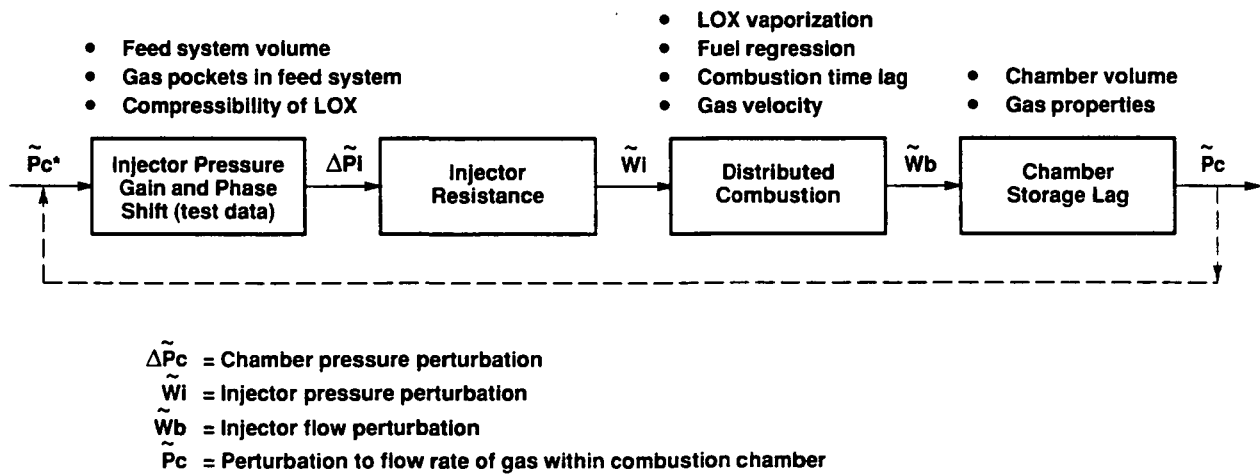 • Feed system volume
• Gas pockets in feed system
• Compressibility of LOX
• LOX vaporization
• Fuel regression
• Combustion time lag
• Gas velocity
• Chamber volume
• Gas properties
P̃c*
Injector Pressure
Gain and Phase
Shift (test data)
ΔP̃i
Injector
Resistance
W̃i
Distributed
Combustion
W̃b
Chamber
Storage Lag
P̃c
ΔP̃c = Chamber pressure perturbation
W̃i = Injector pressure perturbation
W̃b = Injector flow perturbation
P̃c = Perturbation to flow rate of gas within combustion chamber